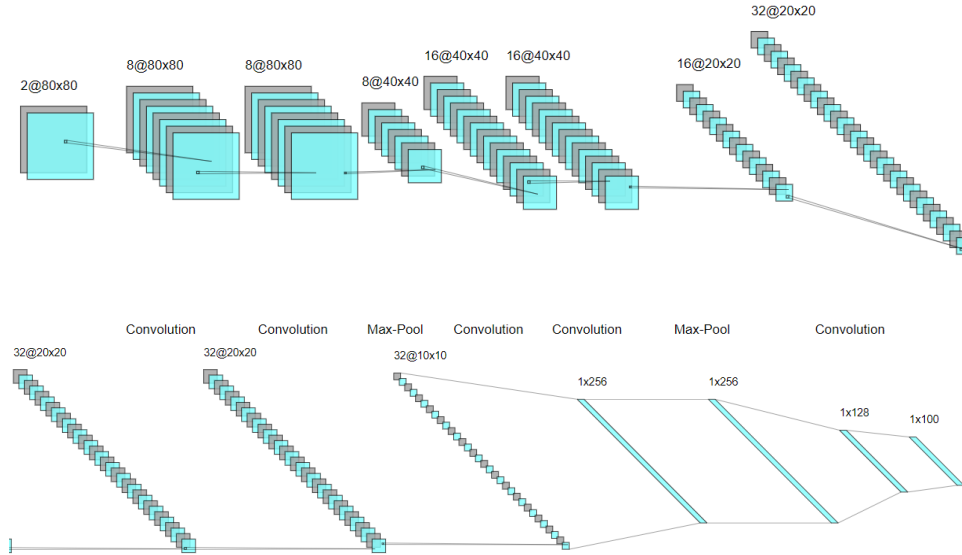 2@80x80
8@80x80
8@80x80
8@40x40
16@40x40
16@40x40
16@20x20
32@20x20
Convolution
Convolution
Max-Pool
Convolution
Convolution
Max-Pool
Convolution
32@20x20
32@20x20
32@10x10
1x256
1x256
1x128
1x100